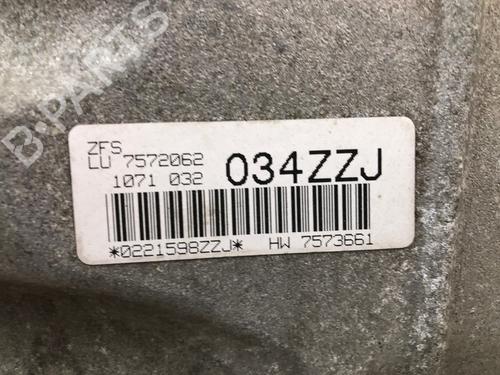 B-PARTS
ZFS
LU 7572062
1071 032
034ZZJ
*0221598ZZJ* HW 7573661